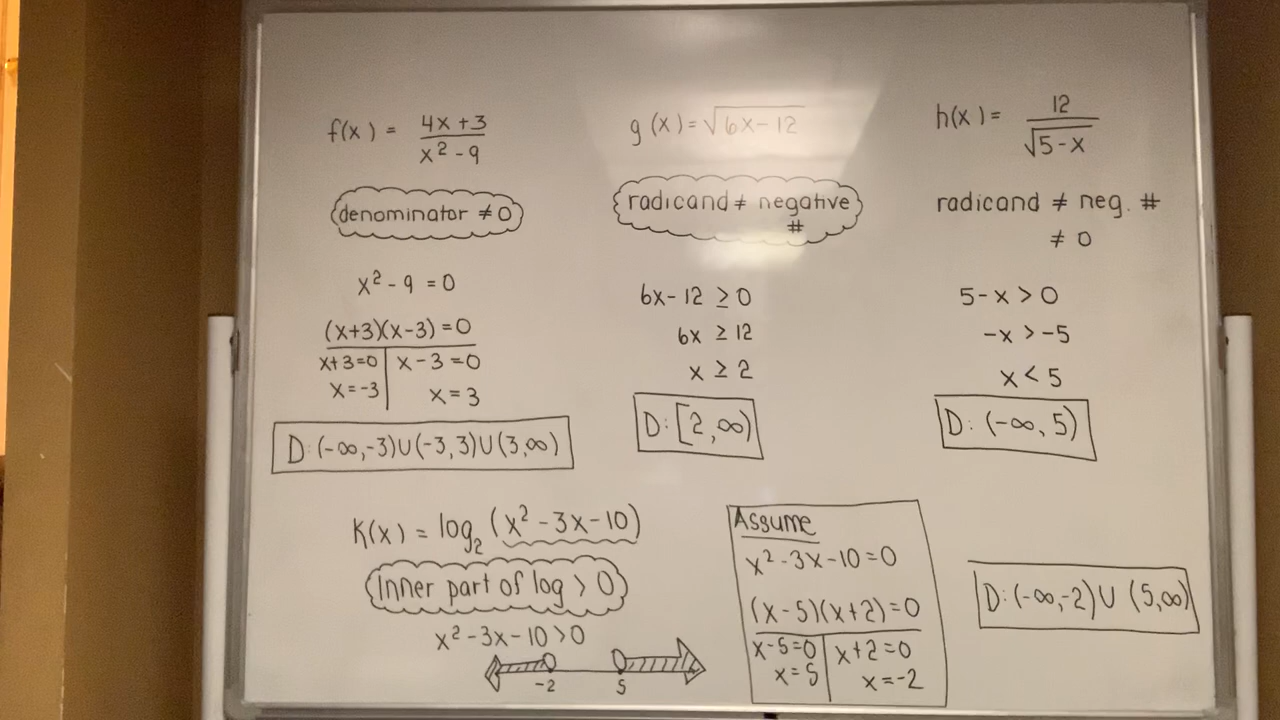 f(x) = 4x+3 / x² - 9
denominator ≠ 0
x² - 9 = 0
(x+3)(x-3) = 0
x+3=0 | x-3=0
x=-3 | x=3
D: (-∞,-3)∪(-3,3)∪(3,∞)
g(x) = √6x-12
radicand ≠ negative
#
6x-12 ≥ 0
6x ≥ 12
x ≥ 2
D: [2,∞)
h(x) = 12 / √5-x
radicand ≠ neg. #
≠ 0
5-x > 0
-x > -5
x < 5
D: (-∞, 5)
K(x) = log₂ (x² - 3x - 10)
Inner part of log > 0
x² - 3x - 10 > 0
-2 5
Assume
x² - 3x - 10 = 0
(x-5)(x+2) = 0
x-5=0 | x+2=0
x=5 | x=-2
D: (-∞,-2) ∪ (5,∞)